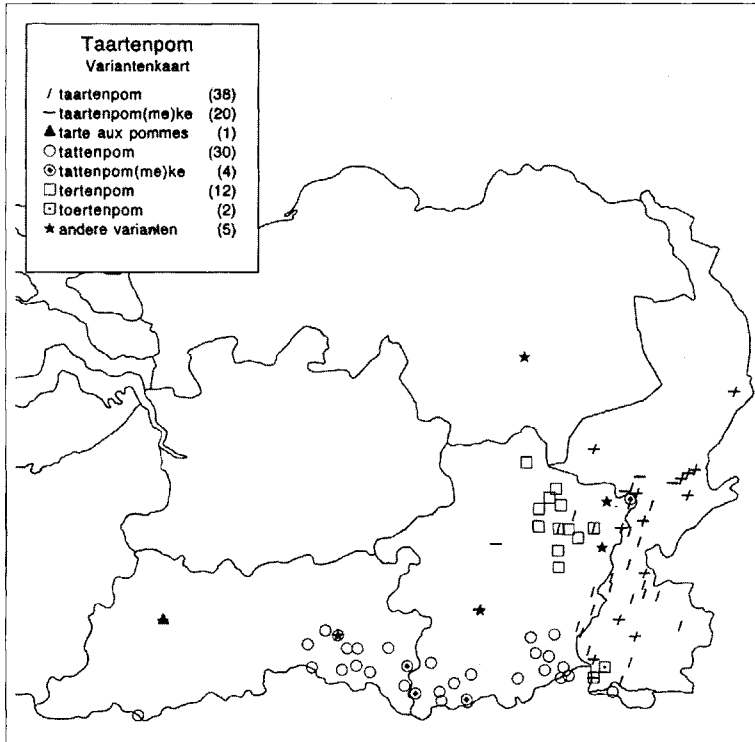 Taartenpom
Variantenkaart
/ taartenpom (38)
— taartenpom(me)ke (20)
▲ tarte aux pommes (1)
○ tattenpom (30)
◉ tattenpom(me)ke (4)
□ tertenpom (12)
⊡ toertenpom (2)
★ andere varianten (5)